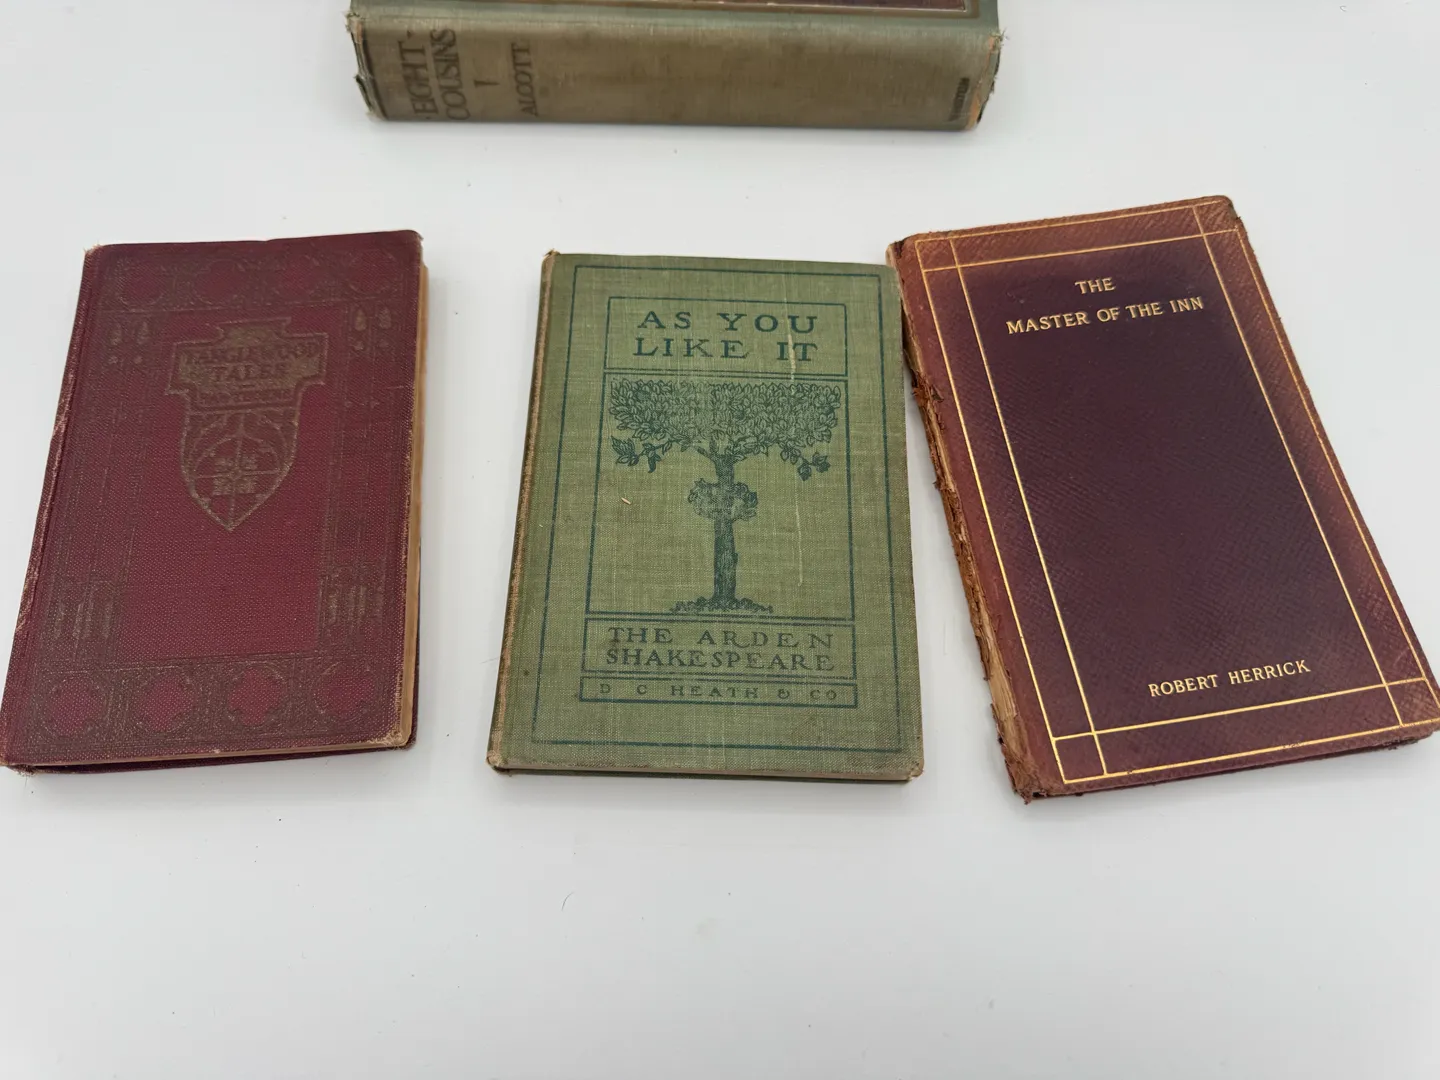 EIGHT
COUSINS
ALCOTT
TANGLEWOOD
TALES
HAWTHORNE
AS YOU
LIKE IT
THE ARDEN
SHAKESPEARE
D C HEATH & CO
THE
MASTER OF THE INN
ROBERT HERRICK